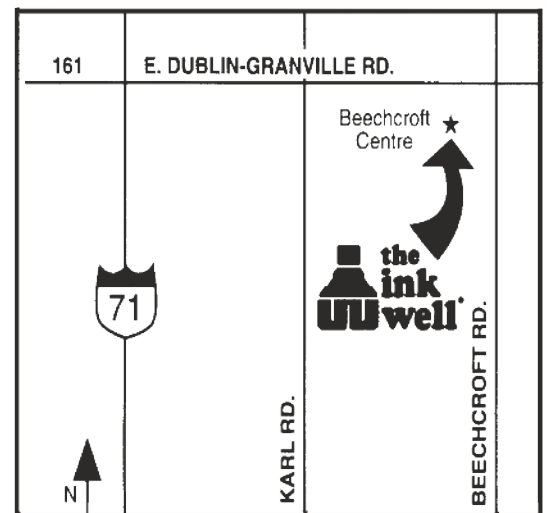 161 E. DUBLIN-GRANVILLE RD.
Beechcroft
Centre
the
ink
well
71
KARL RD.
BEECHCROFT RD.
N